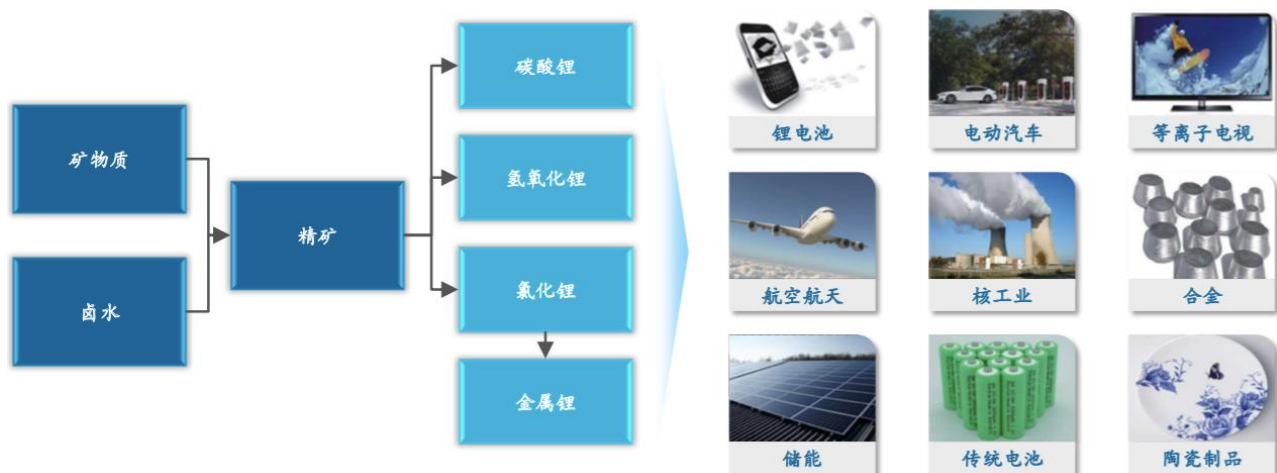 矿物质
卤水
精矿
碳酸锂
氢氧化锂
氯化锂
金属锂
锂电池
电动汽车
等离子电视
航空航天
核工业
合金
储能
传统电池
陶瓷制品